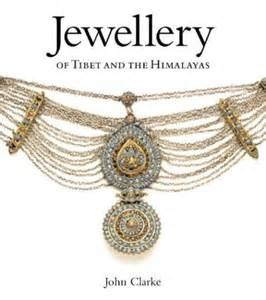 Jewellery
OF TIBET AND THE HIMALAYAS
John Clarke